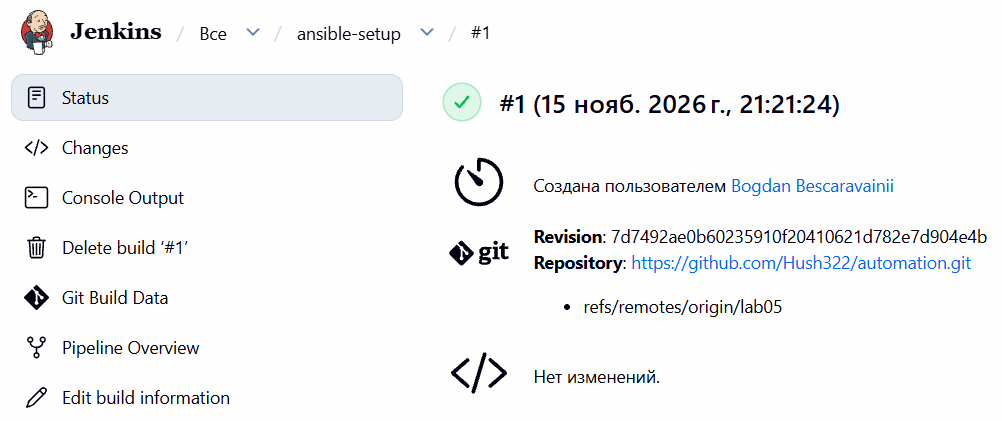 Jenkins / Все / ansible-setup / #1
Status
Changes
Console Output
Delete build ‘#1’
Git Build Data
Pipeline Overview
Edit build information
#1 (15 нояб. 2026 г., 21:21:24)
Создана пользователем Bogdan Bescaravainii
git
Revision: 7d7492ae0b60235910f20410621d782e7d904e4b
Repository: https://github.com/Hush322/automation.git
• refs/remotes/origin/lab05
Нет изменений.